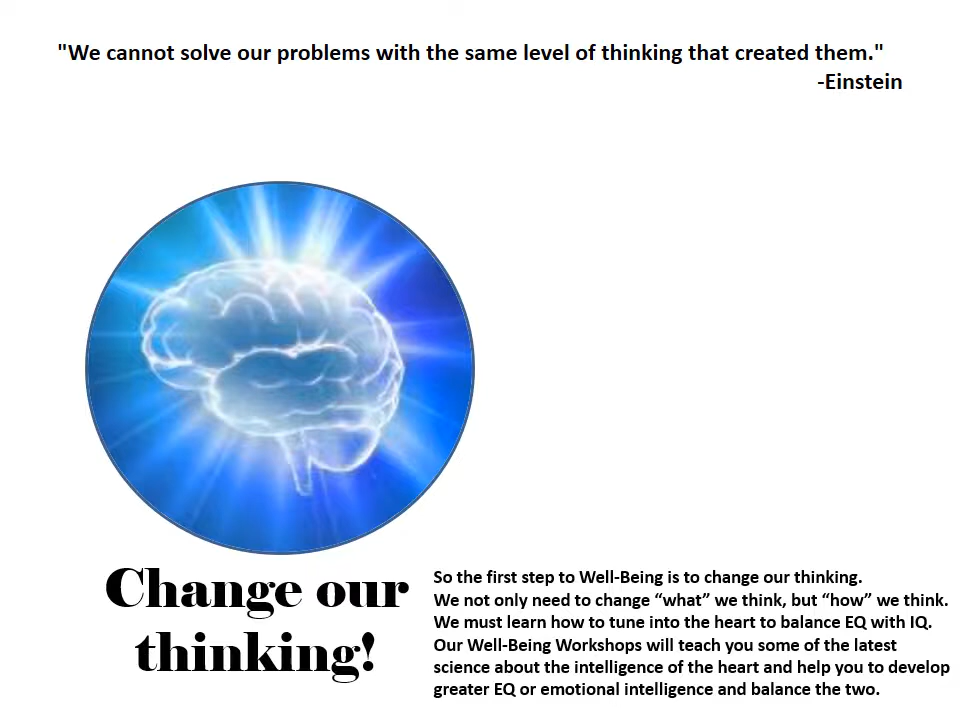 "We cannot solve our problems with the same level of thinking that created them."
-Einstein
Change our
thinking!
So the first step to Well-Being is to change our thinking.
We not only need to change “what” we think, but “how” we think.
We must learn how to tune into the heart to balance EQ with IQ.
Our Well-Being Workshops will teach you some of the latest
science about the intelligence of the heart and help you to develop
greater EQ or emotional intelligence and balance the two.